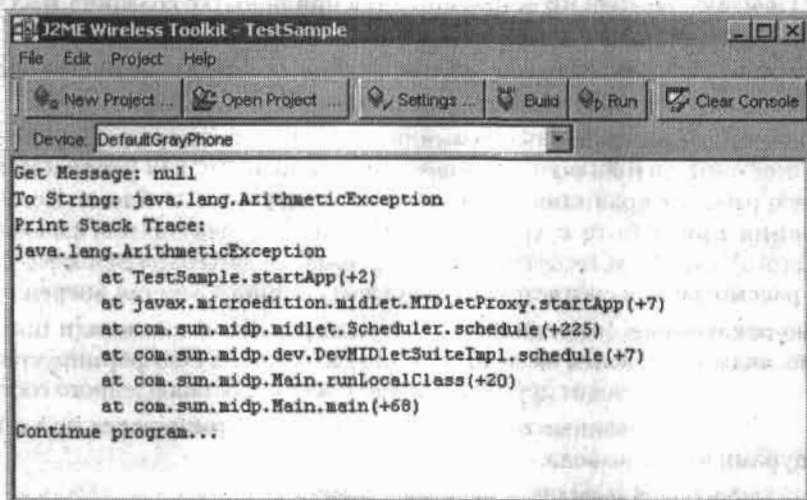 J2ME Wireless Toolkit - TestSample
File Edit Project Help
New Project ... Open Project ... Settings ... Build Run Clear Console
Device: DefaultGrayPhone
Get Message: null
To String: java.lang.ArithmeticException
Print Stack Trace:
java.lang.ArithmeticException
at TestSample.startApp(+2)
at javax.microedition.midlet.MIDletProxy.startApp(+7)
at com.sun.midp.midlet.Scheduler.schedule(+225)
at com.sun.midp.dev.DevMIDletSuiteImpl.schedule(+7)
at com.sun.midp.Main.runLocalClass(+20)
at com.sun.midp.Main.main(+68)
Continue program...